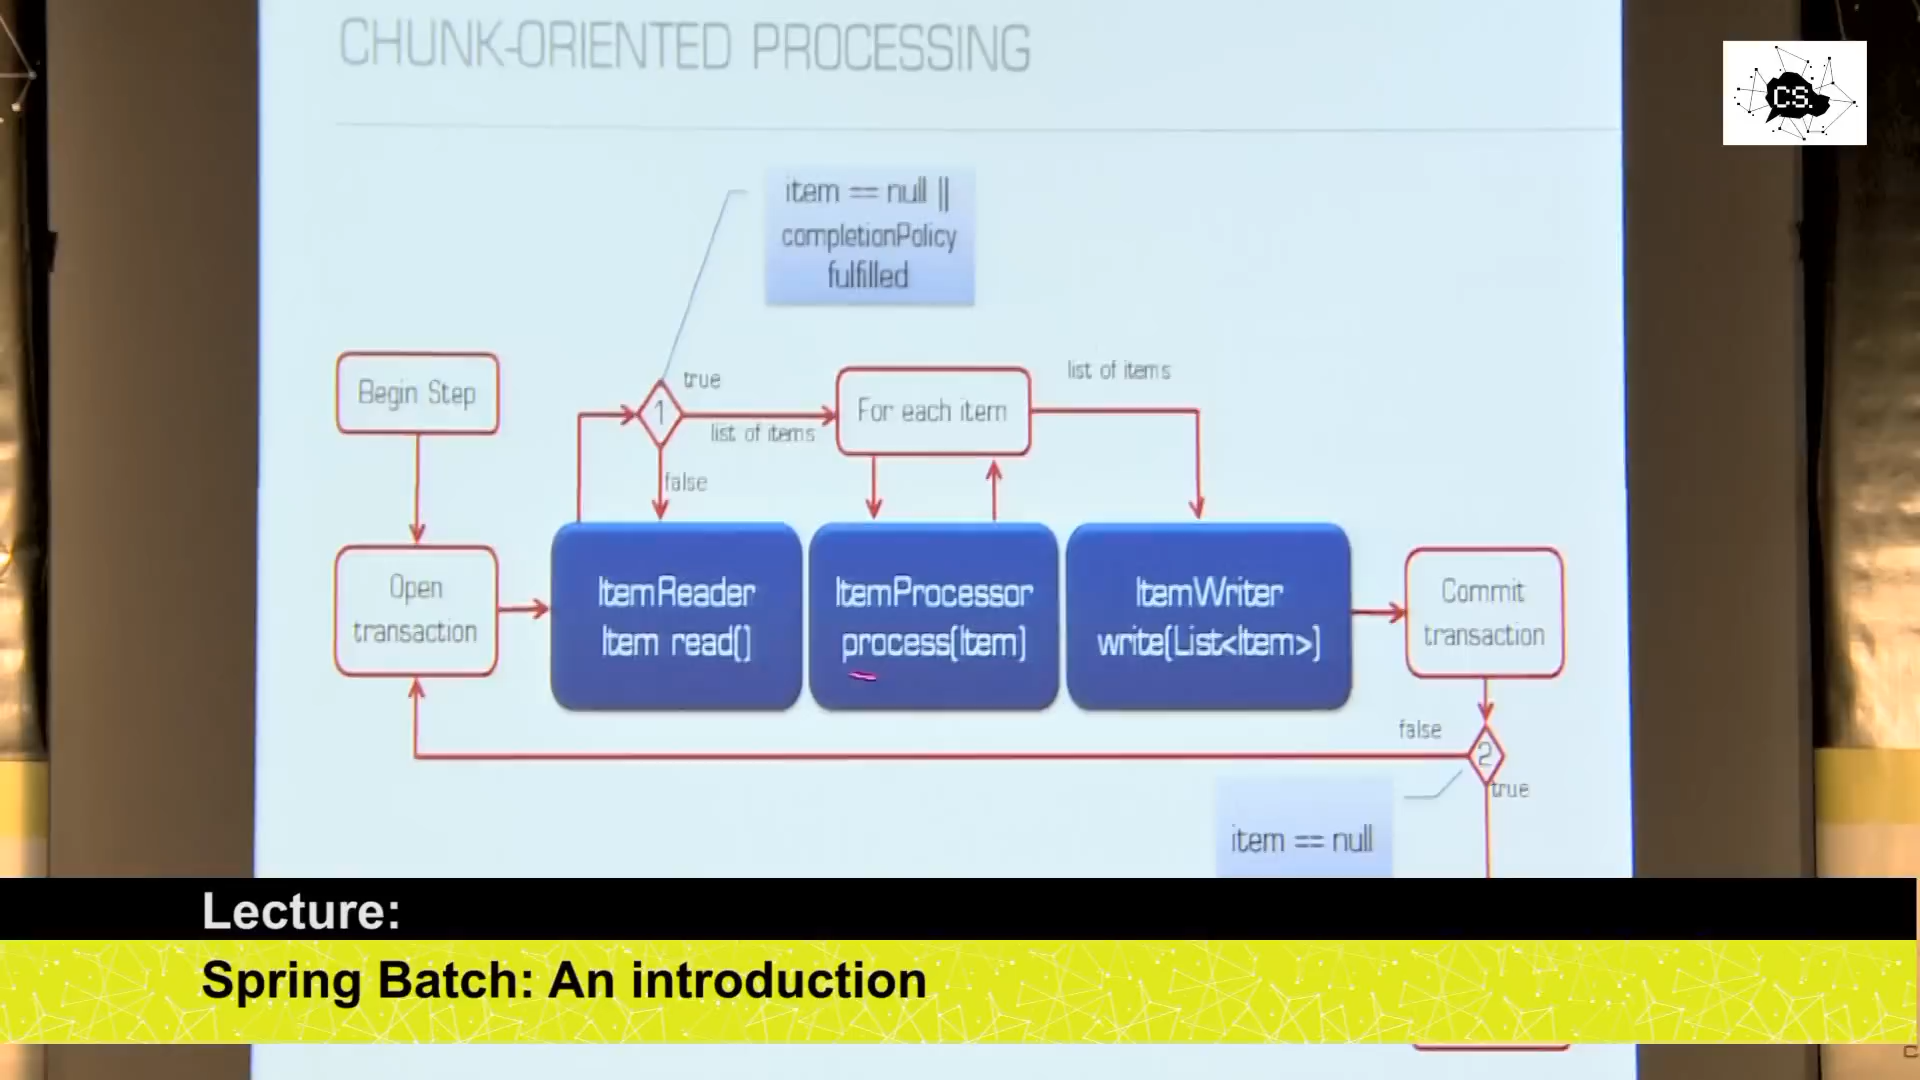 CHUNK-ORIENTED PROCESSING
CS.
item == null ||
completionPolicy
fulfilled
Begin Step
1
true
list of items
false
For each item
list of items
Open
transaction
ItemReader
Item read()
ItemProcessor
process(Item)
ItemWriter
write(List<Item>)
Commit
transaction
false
2
true
item == null
Lecture:
Spring Batch: An introduction